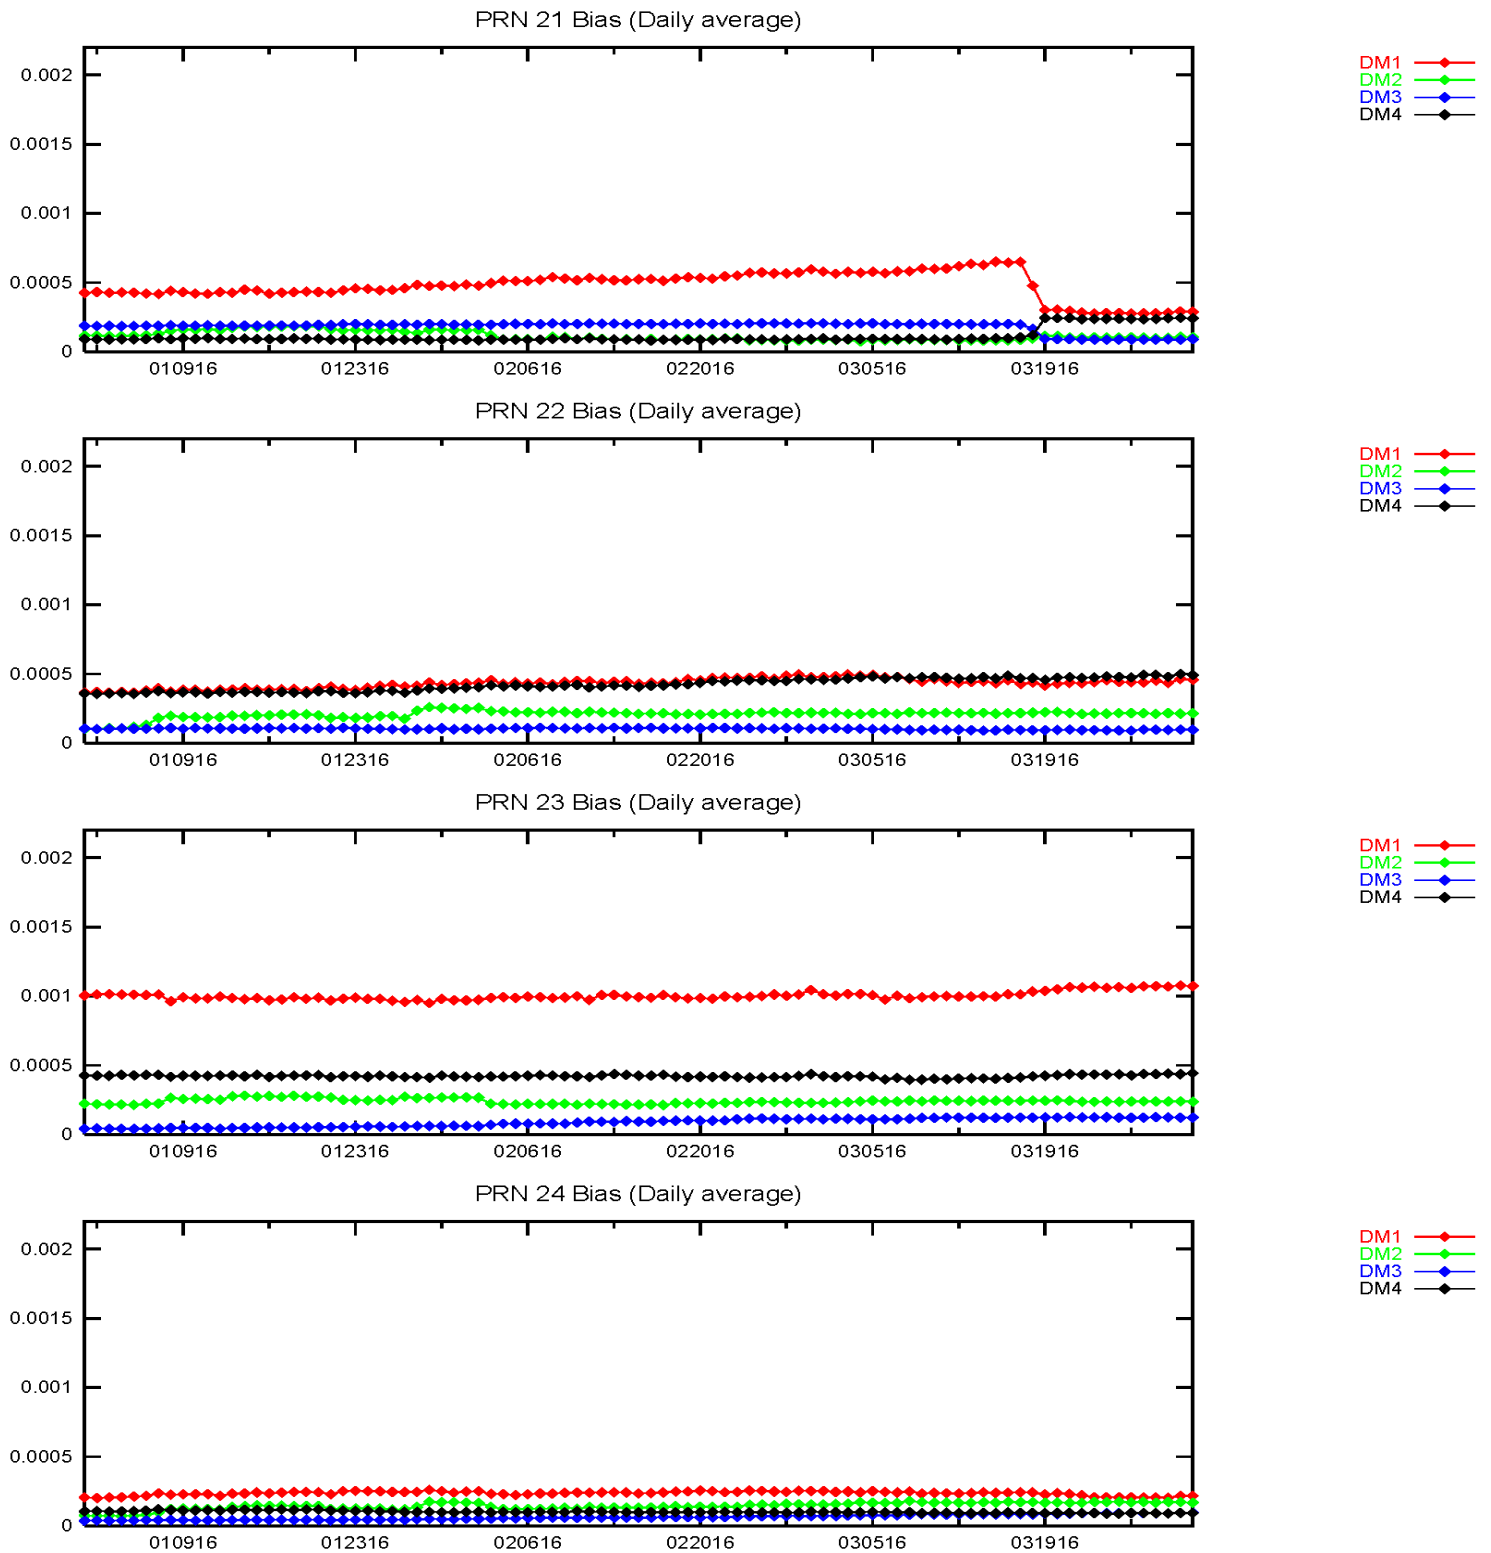 PRN 21 Bias (Daily average)
0.002
0.0015
0.001
0.0005
0
010916 012316 020616 022016 030516 031916
DM1
DM2
DM3
DM4
PRN 22 Bias (Daily average)
0.002
0.0015
0.001
0.0005
0
010916 012316 020616 022016 030516 031916
DM1
DM2
DM3
DM4
PRN 23 Bias (Daily average)
0.002
0.0015
0.001
0.0005
0
010916 012316 020616 022016 030516 031916
DM1
DM2
DM3
DM4
PRN 24 Bias (Daily average)
0.002
0.0015
0.001
0.0005
0
010916 012316 020616 022016 030516 031916
DM1
DM2
DM3
DM4